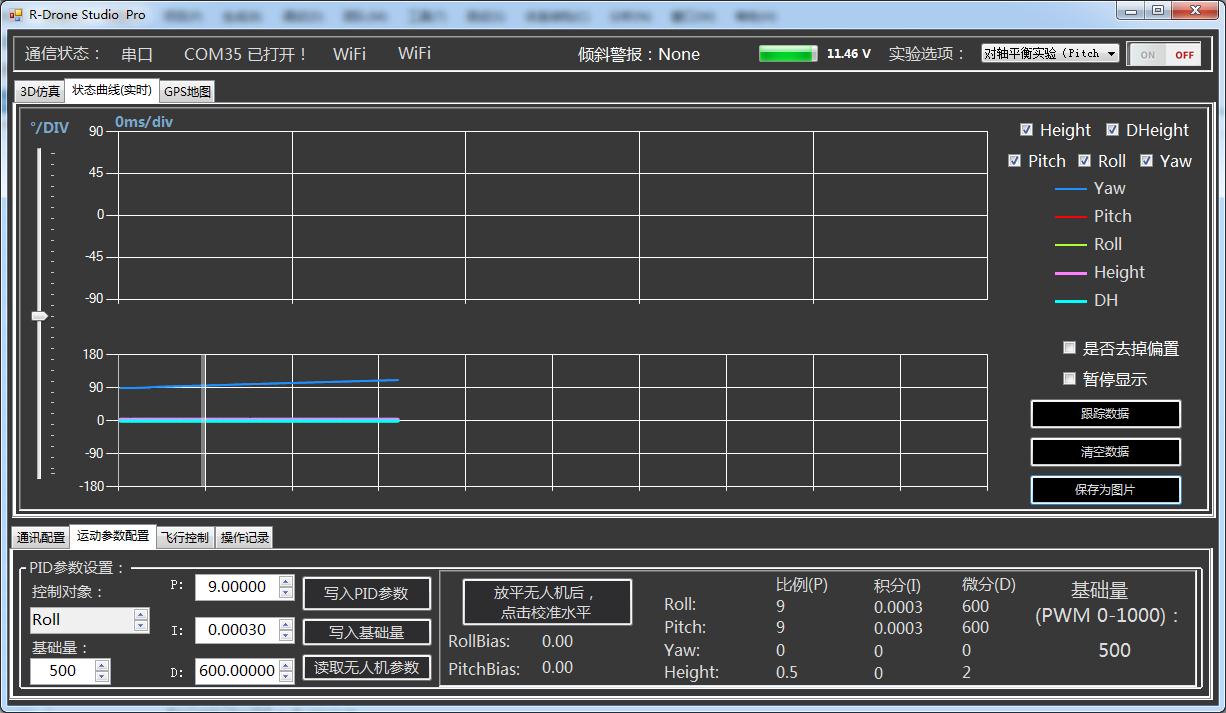 R-Drone Studio Pro
通信状态： 串口 COM35 已打开！ WiFi WiFi 倾斜警报：None 11.46 V 实验选项： 对轴平衡实验（Pitch ON OFF
3D仿真 状态曲线(实时) GPS地图
°/DIV 0ms/div
90
45
0
-45
-90
180
90
0
-90
-180
Height DHeight
Pitch Roll Yaw
Yaw
Pitch
Roll
Height
DH
是否去掉偏置
暂停显示
跟踪数据
清空数据
保存为图片
通讯配置 运动参数配置 飞行控制 操作记录
PID参数设置：
控制对象：
Roll
基础量：
500
P: 9.00000
I: 0.00030
D: 600.00000
写入PID参数
写入基础量
读取无人机参数
放平无人机后，
点击校准水平
RollBias: 0.00
PitchBias: 0.00
比例(P) 积分(I) 微分(D)
Roll: 9 0.0003 600
Pitch: 9 0.0003 600
Yaw: 0 0 0
Height: 0.5 0 2
基础量
(PWM 0-1000)：
500